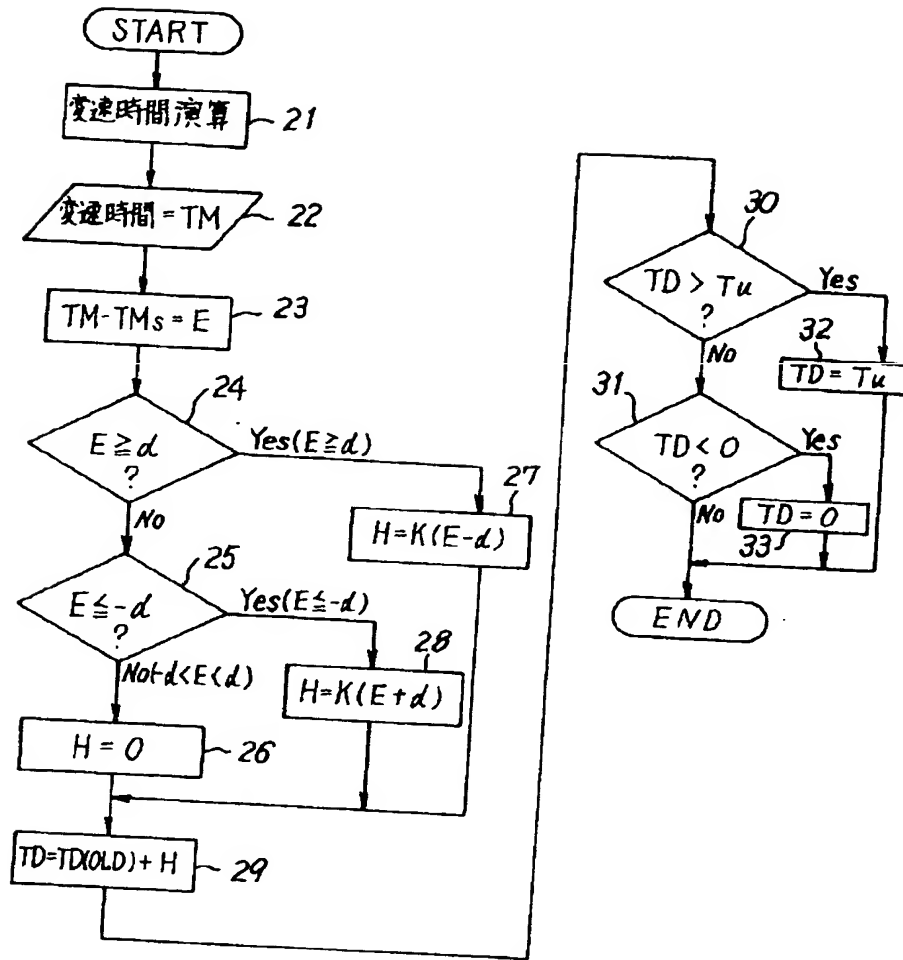 START
変速時間演算
21
変速時間 = TM
22
TM-TMs = E
23
24
E ≧ d
?
Yes(E≧d)
No
27
H=K(E-d)
25
E ≦ -d
?
Yes(E≦-d)
No(-d<E<d)
28
H=K(E+d)
H = 0
26
TD=TD(OLD)+ H
29
30
TD > Tu
?
Yes
No
32
TD = Tu
31
TD < 0
?
Yes
No
TD = 0
33
END